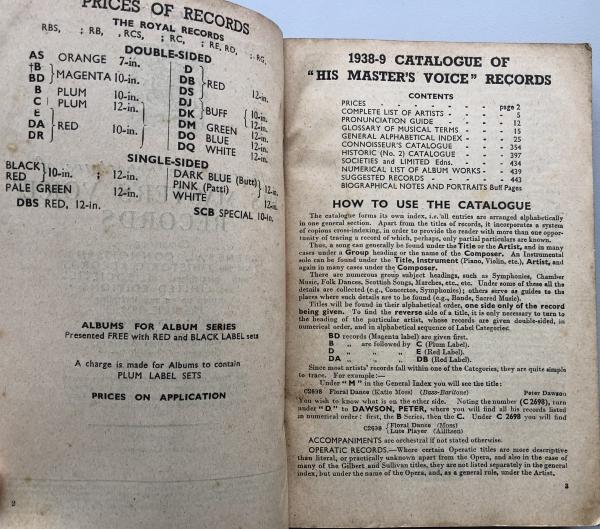 PRICES OF RECORDS
THE ROYAL RECORDS
RBS, ; RB, , RCS, ; RC, ; RE, RD, ; RG,
DOUBLE-SIDED
AS ORANGE 7-in.
†B
BD MAGENTA 10-in.
B PLUM 10-in.
C PLUM 12-in.
E 10-in.
DA RED 10-in.
DR
D
DB RED
DS 12-in.
DJ
DK BUFF 10-in. 12-in.
DM GREEN 12-in.
DO BLUE 12-in.
DQ WHITE 12-in.
SINGLE-SIDED
BLACK
RED 10-in. ; 12-in.
PALE GREEN 12-in.
DARK BLUE (Butt)
PINK (Patti) 12-in.
WHITE 12-in.
DBS RED, 12-in. SCB SPECIAL 10-in.
ALBUMS FOR ALBUM SERIES
Presented FREE with RED and BLACK LABEL sets
A charge is made for Albums to contain
PLUM LABEL SETS
PRICES ON APPLICATION
2
1938-9 CATALOGUE OF
"HIS MASTER'S VOICE" RECORDS
CONTENTS
PRICES - - - - - - page 2
COMPLETE LIST OF ARTISTS - - - - 5
PRONUNCIATION GUIDE - - - - 12
GLOSSARY OF MUSICAL TERMS - - - 15
GENERAL ALPHABETICAL INDEX - - - 25
CONNOISSEUR'S CATALOGUE - - - - 354
HISTORIC (No. 2) CATALOGUE - - - 397
SOCIETIES and LIMITED Edns. - - - 434
NUMERICAL LIST OF ALBUM WORKS - - 439
SUGGESTED RECORDS - - - - 443
BIOGRAPHICAL NOTES AND PORTRAITS Buff Pages
HOW TO USE THE CATALOGUE
The catalogue forms its own index, i.e. all entries are arranged alphabetically
in one general section. Apart from the titles of records, it incorporates a system
of copious cross-indexing, in order to provide the reader with more than one oppor-
tunity of tracing a record of which, perhaps, only partial particulars are known.
Thus, a song can generally be found under the Title or the Artist, and in many
cases under a Group heading or the name of the Composer. An Instrumental
solo can be found under the Title, Instrument (Piano, Violin, etc.), Artist, and
again in many cases under the Composer.
There are numerous group subject headings, such as Symphonies, Chamber
Music, Folk Dances, Scottish Songs, Marches, etc., etc. Under some of these all the
details are collected (e.g., Concertos, Symphonies); others serve as guides to the
places where such details are to be found (e.g., Bands, Sacred Music).
Titles will be found in their alphabetical order, one side only of the record
being given. To find the reverse side of a title, it is only necessary to turn
to the heading of the particular artist, whose records are given double-sided, in
numerical order, and in alphabetical sequence of Label Categories.
BD records (Magenta label) are given first.
B „ are followed by C (Plum Label).
D „ „ „ E (Red Label).
DA „ „ „ DB (Red Label).
Since most artists' records fall within one of the Categories, they are quite simple
to trace. For example:—
Under "M" in the General Index you will see the title:
C2698 Floral Dance (Katie Moss) (Bass-Baritone) Peter Dawson
You wish to know what is on the other side. Noting the number (C 2698), turn
under "D" to DAWSON, PETER, where you will find all his records listed
in numerical order: first, the B Series, then the C. Under C 2698 you will find
C2698 { Floral Dance (Moss)
Lute Player (Allitsen)
ACCOMPANIMENTS are orchestral if not stated otherwise.
OPERATIC RECORDS.—Where certain Operatic titles are more descriptive
than literal, or practically unknown apart from the Opera, and also in the case of
many of the Gilbert and Sullivan titles, they are not listed separately in the general
index, but under the name of the Opera, and, as a general rule, under the Artist.
3